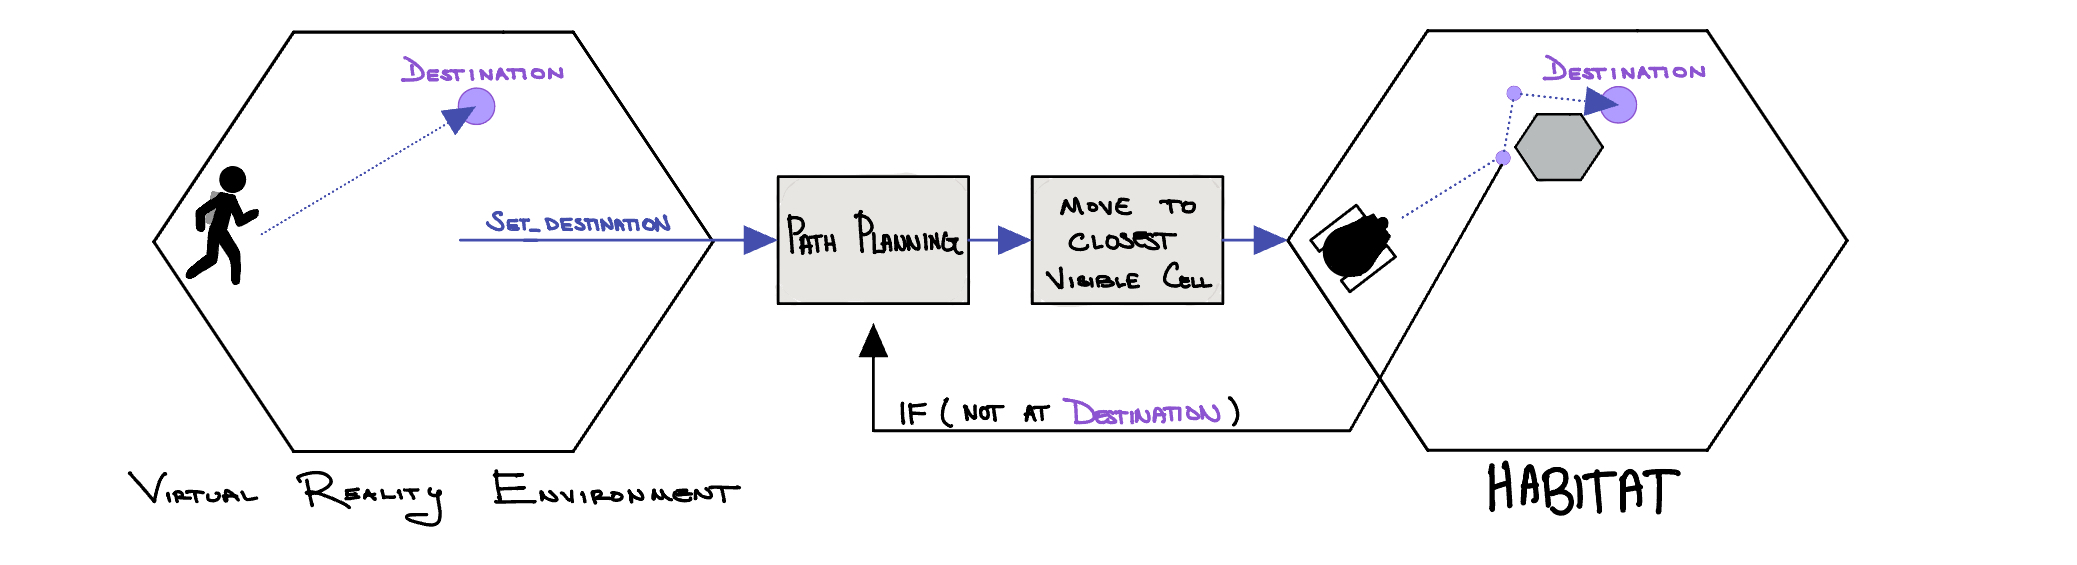 DESTINATION
SET_DESTINATION
VIRTUAL REALITY ENVIRONMENT
PATH PLANNING
MOVE TO
CLOSEST
VISIBLE CELL
IF ( NOT AT DESTINATION )
DESTINATION
HABITAT